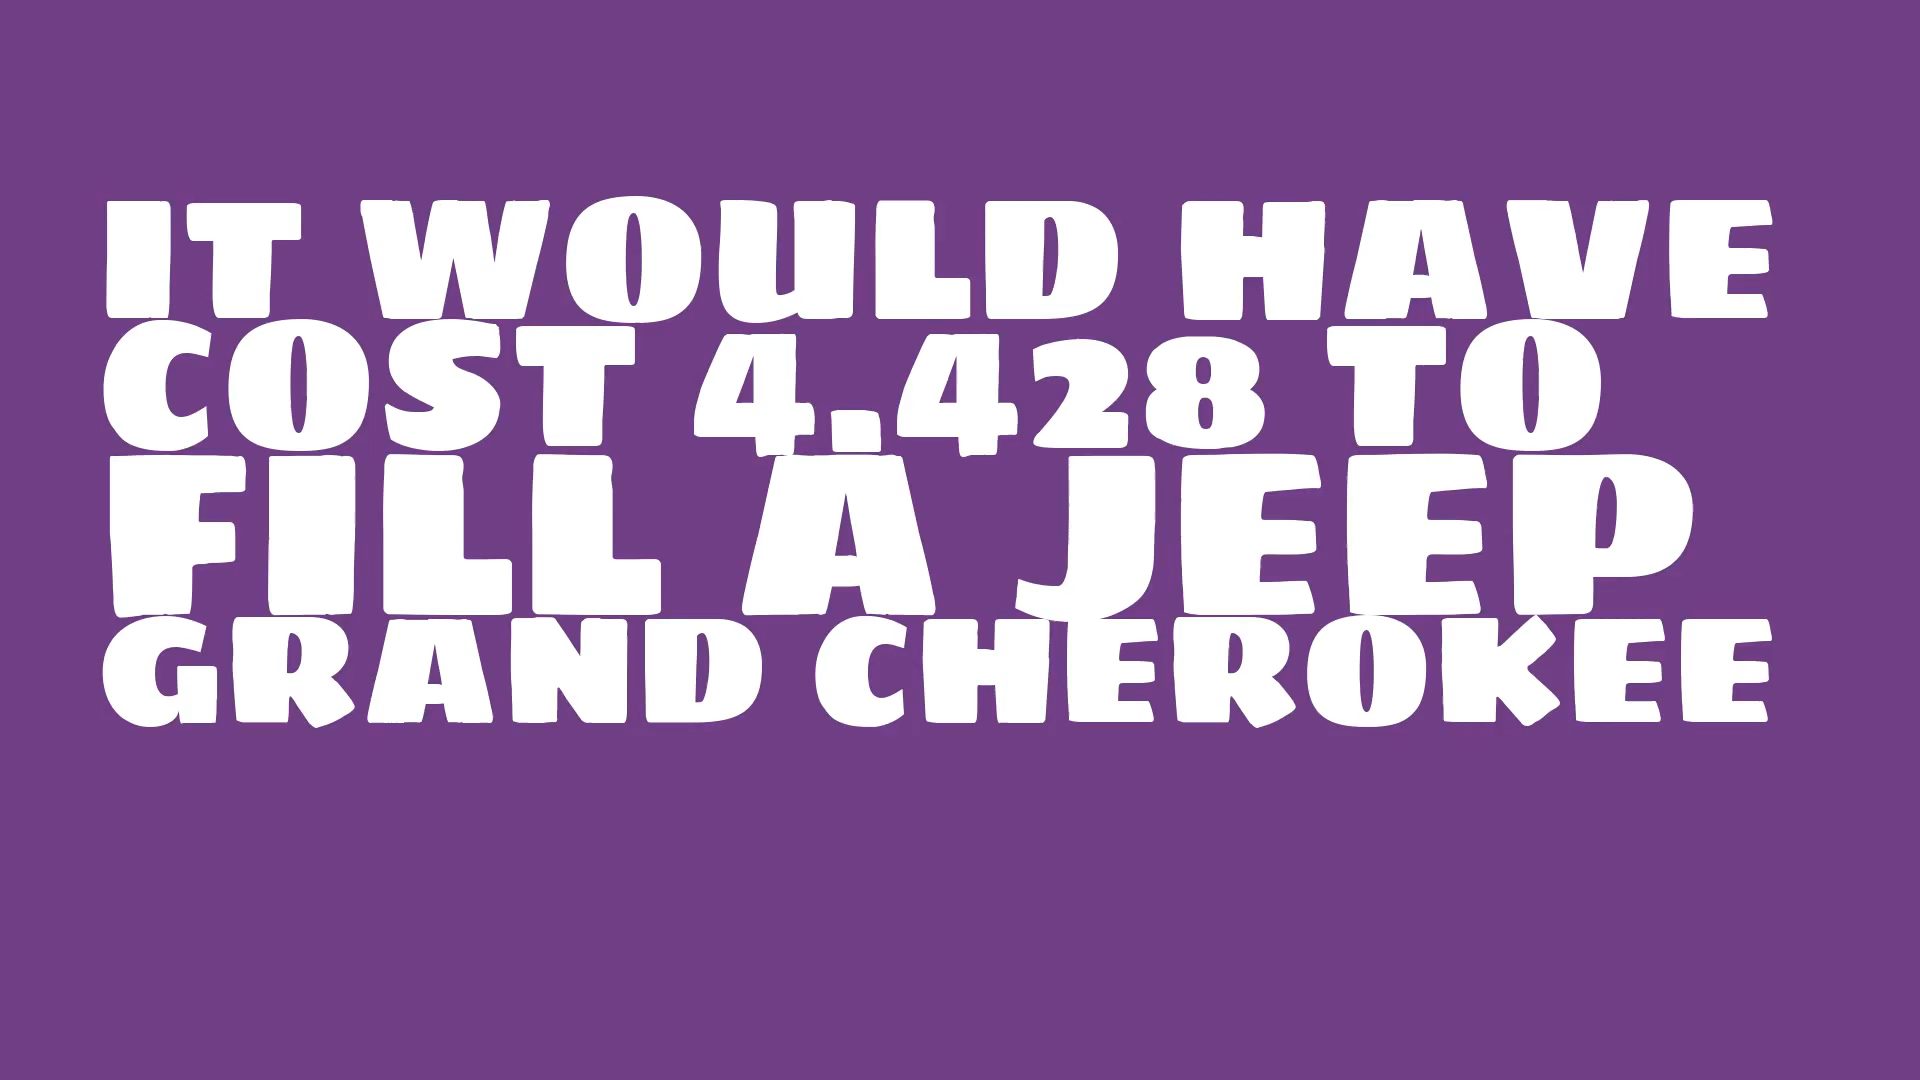 IT WOULD HAVE
COST 4.428 TO
FILL A JEEP
GRAND CHEROKEE